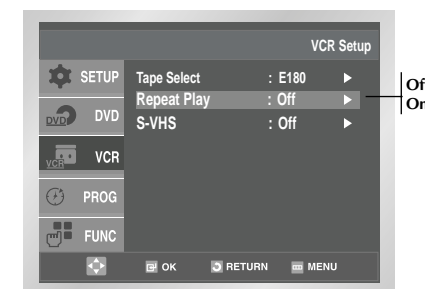 VCR Setup
SETUP
DVD DVD
VCR VCR
PROG
FUNC
Tape Select : E180
Repeat Play : Off
S-VHS : Off
OK RETURN MENU